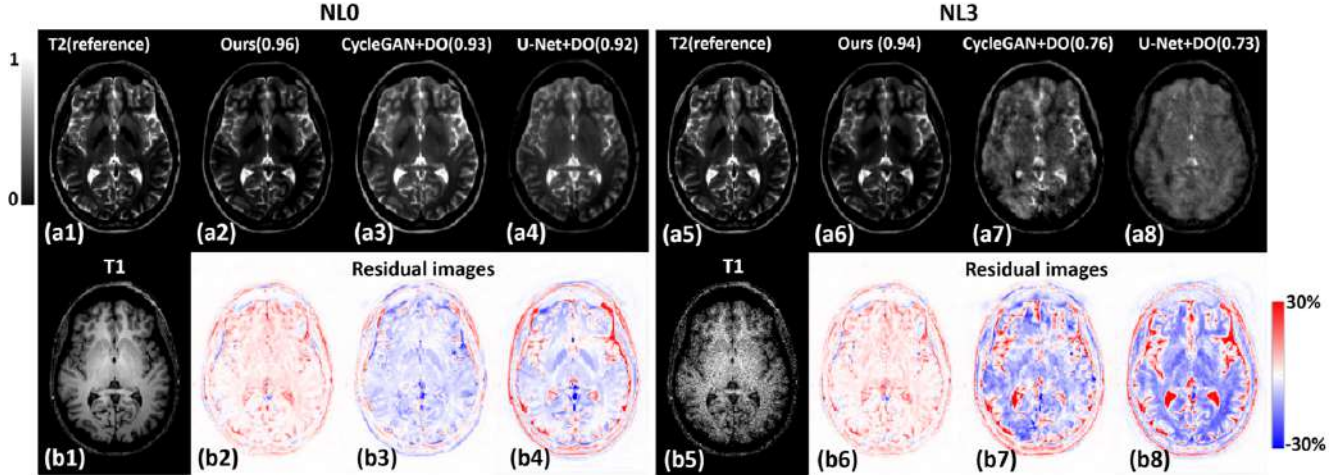 NL0
NL3
T2(reference)
Ours(0.96)
CycleGAN+DO(0.93)
U-Net+DO(0.92)
T2(reference)
Ours (0.94)
CycleGAN+DO(0.76)
U-Net+DO(0.73)
1
0
(a1)
(a2)
(a3)
(a4)
(a5)
(a6)
(a7)
(a8)
T1
Residual images
T1
Residual images
30%
-30%
(b1)
(b2)
(b3)
(b4)
(b5)
(b6)
(b7)
(b8)